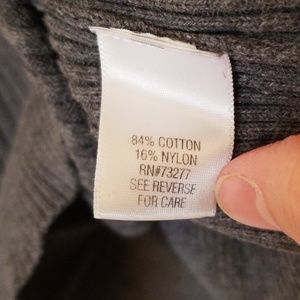 84% COTTON
16% NYLON
RN#73277
SEE REVERSE
FOR CARE